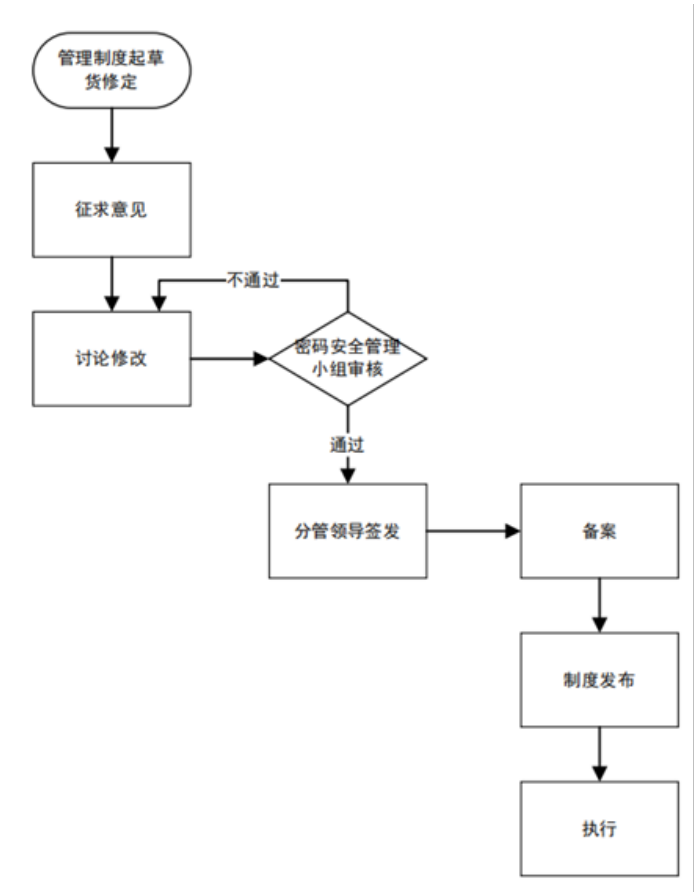 管理制度起草
货修定
征求意见
不通过
讨论修改
密码安全管理
小组审核
通过
分管领导签发
备案
制度发布
执行